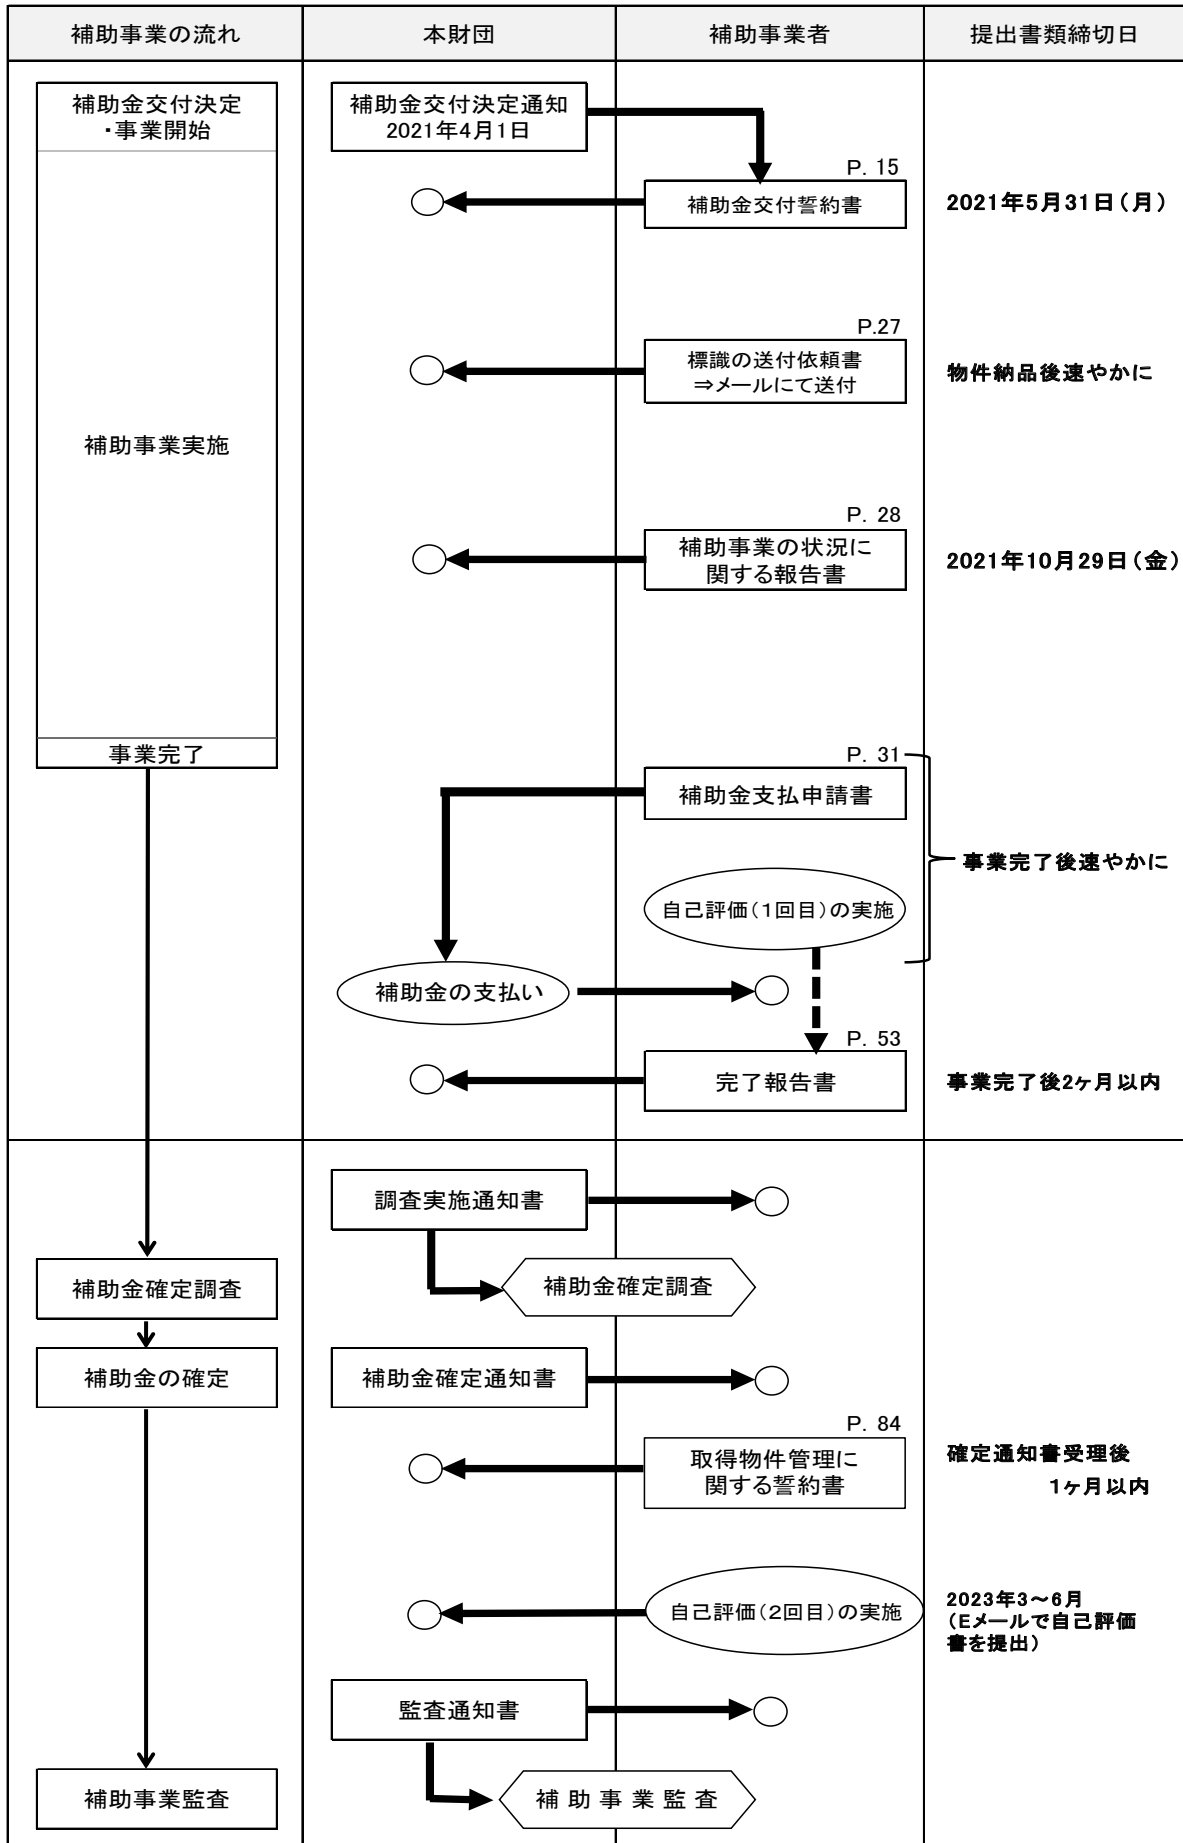 補助事業の流れ
本財団
補助事業者
提出書類締切日
補助金交付決定
・事業開始
補助金交付決定通知
2021年4月1日
P. 15
補助金交付誓約書
2021年5月31日(月)
P.27
標識の送付依頼書
⇒メールにて送付
物件納品後速やかに
補助事業実施
P. 28
補助事業の状況に
関する報告書
2021年10月29日(金)
事業完了
P. 31
補助金支払申請書
事業完了後速やかに
自己評価(1回目)の実施
補助金の支払い
P. 53
完了報告書
事業完了後2ヶ月以内
調査実施通知書
補助金確定調査
補助金確定調査
補助金の確定
補助金確定通知書
P. 84
取得物件管理に
関する誓約書
確定通知書受理後
1ヶ月以内
自己評価(2回目)の実施
2023年3～6月
(Eメールで自己評価
書を提出)
監査通知書
補助事業監査
補 助 事 業 監 査